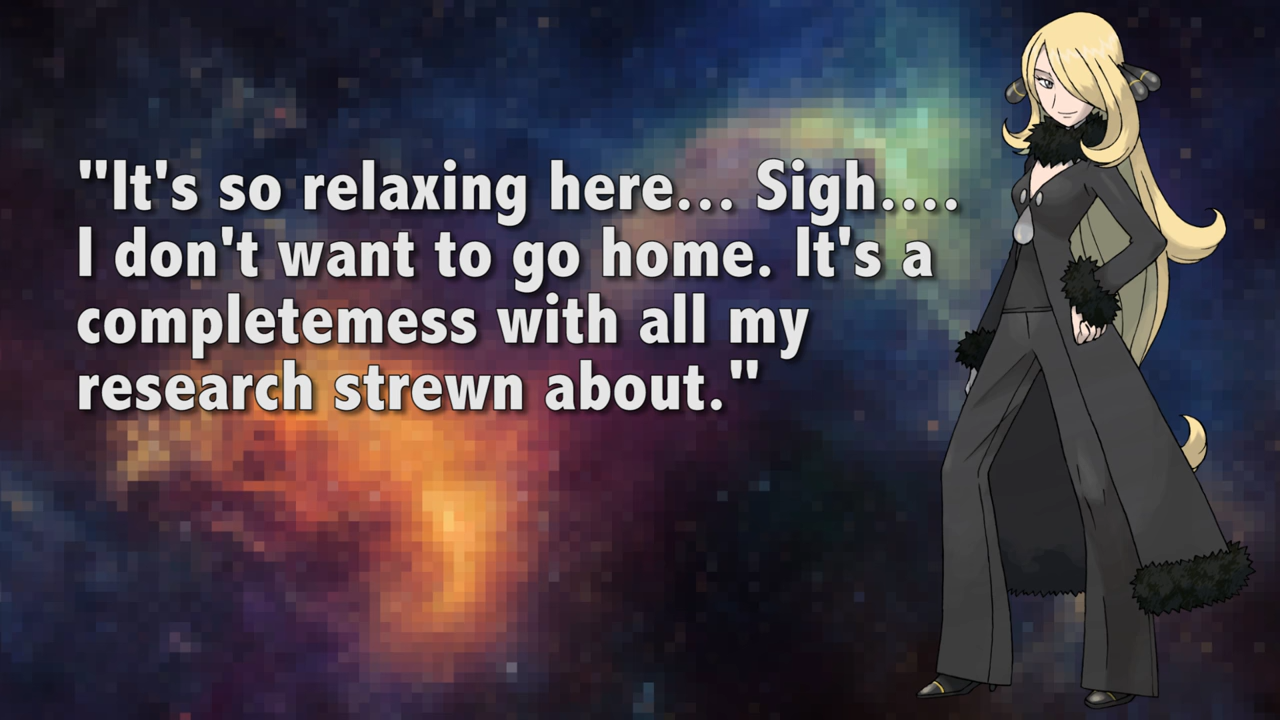 "It's so relaxing here... Sigh....
I don't want to go home. It's a
completemess with all my
research strewn about."